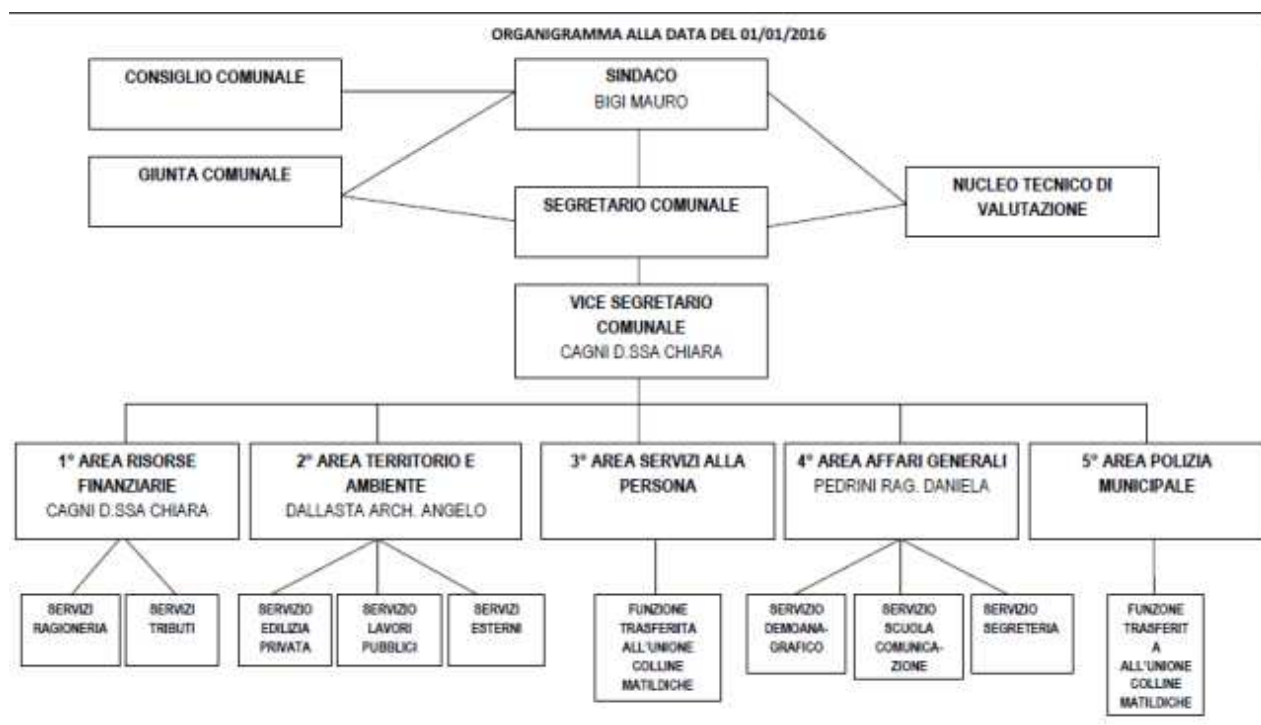 ORGANIGRAMMA ALLA DATA DEL 01/01/2016
CONSIGLIO COMUNALE
SINDACO
BIGI MAURO
GIUNTA COMUNALE
SEGRETARIO COMUNALE
NUCLEO TECNICO DI
VALUTAZIONE
VICE SEGRETARIO
COMUNALE
CAGNI D.SSA CHIARA
1° AREA RISORSE
FINANZIARIE
CAGNI D.SSA CHIARA
2° AREA TERRITORIO E
AMBIENTE
DALLASTA ARCH. ANGELO
3° AREA SERVIZI ALLA
PERSONA
4° AREA AFFARI GENERALI
PEDRINI RAG. DANIELA
5° AREA POLIZIA
MUNICIPALE
SERVIZI
RAGIONERIA
SERVIZI
TRIBUTI
SERVIZIO
EDILIZIA
PRIVATA
SERVIZIO
LAVORI
PUBBLICI
SERVIZI
ESTERNI
FUNZIONE
TRASFERIITA
ALL'UNIONE
COLLINE
MATILDICHE
SERVIZIO
DEMOANA-
GRAFICO
SERVIZIO
SCUOLA
COMUNICA-
ZIONE
SERVIZIO
SEGRETERIA
FUNZONE
TRASFERIT
A
ALL'UNIONE
COLLINE
MATILDICHE